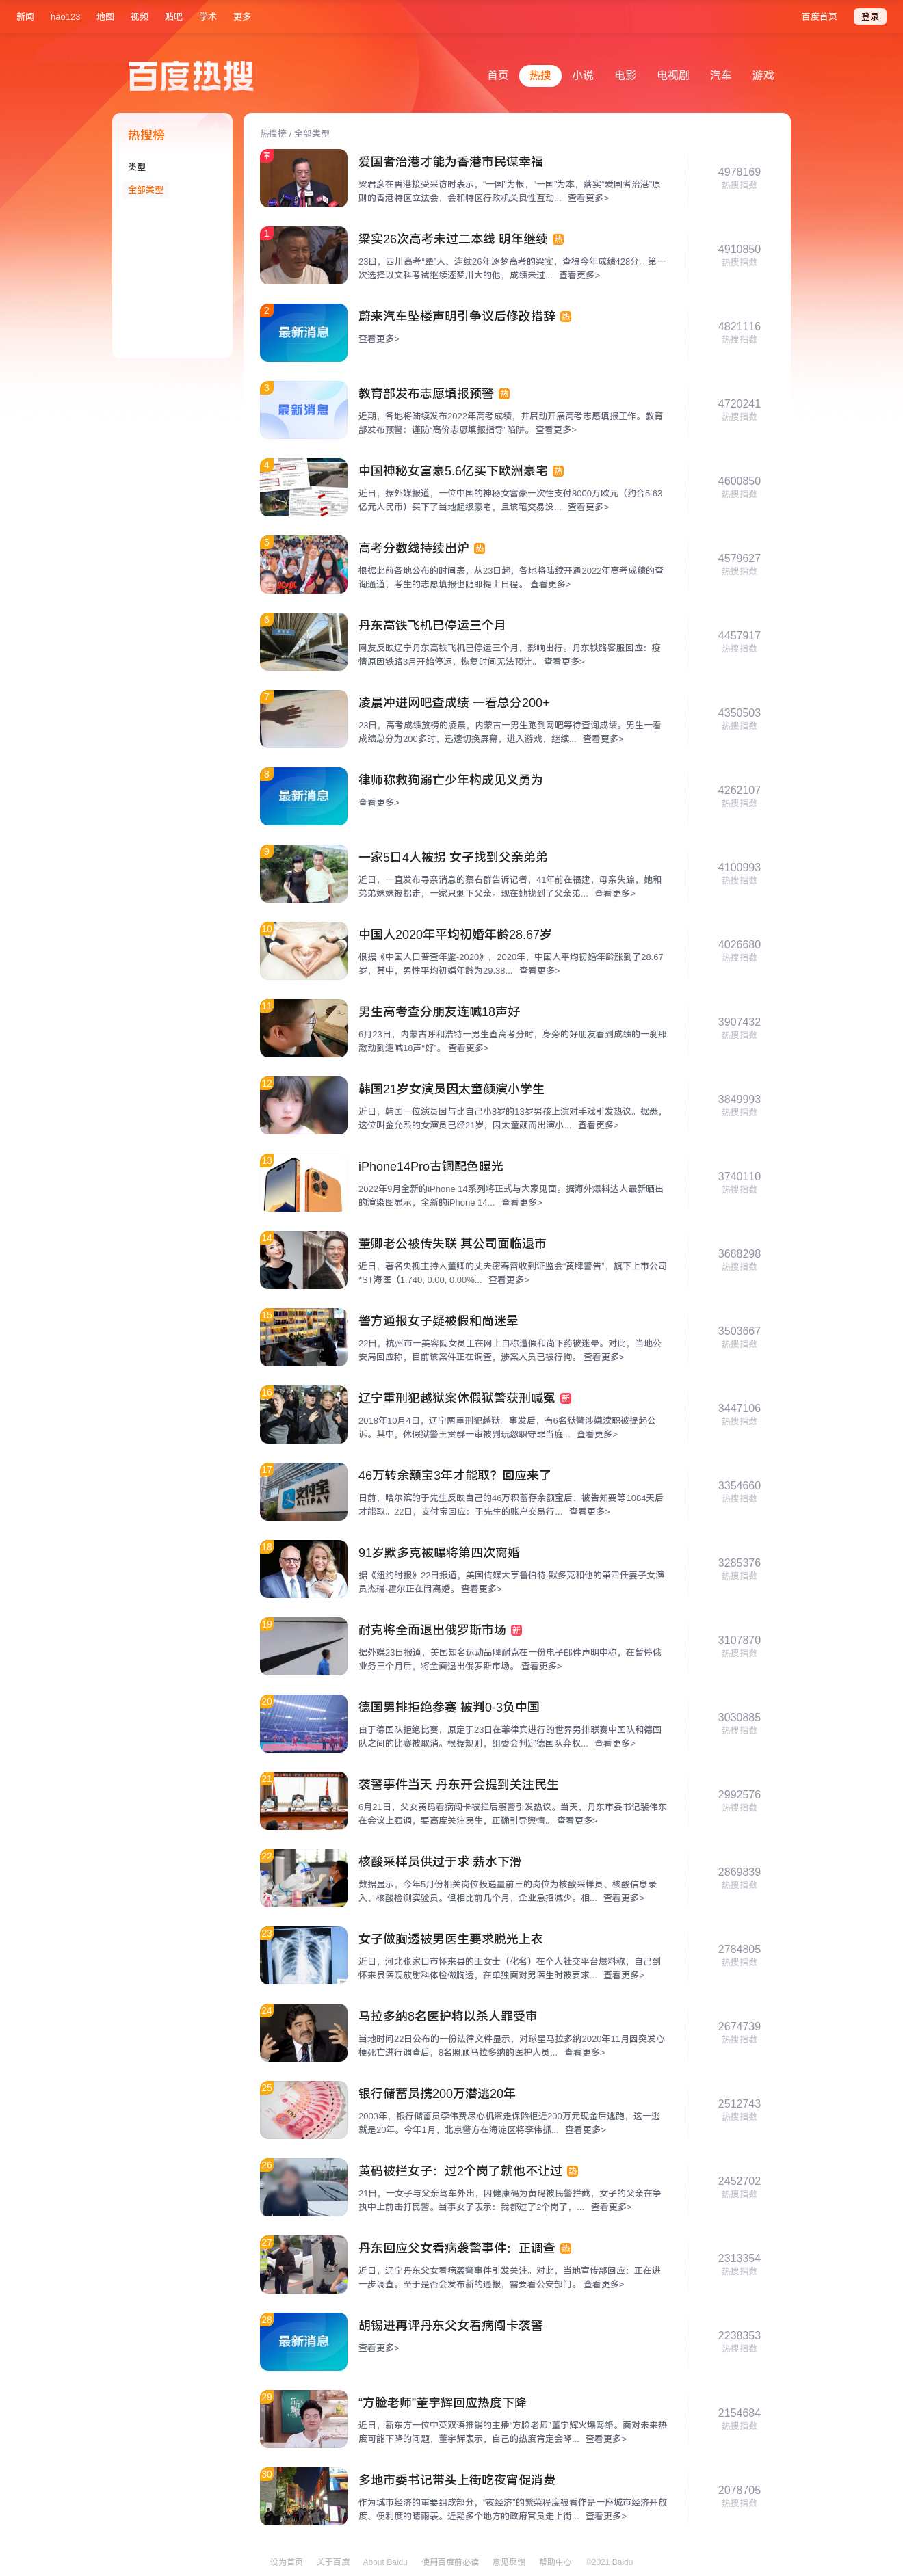 新闻 hao123 地图 视频 贴吧 学术 更多 百度首页 登录
百度热搜
首页 热搜 小说 电影 电视剧 汽车 游戏
热搜榜
类型
全部类型
热搜榜 / 全部类型
爱国者治港才能为香港市民谋幸福
梁君彦在香港接受采访时表示，“一国”为根，“一国”为本，落实“爱国者治港”原
则的香港特区立法会，会和特区行政机关良性互动... 查看更多>
4978169
热搜指数
1
梁实26次高考未过二本线 明年继续 热
23日，四川高考“犟”人、连续26年逐梦高考的梁实，查得今年成绩428分。第一
次选择以文科考试继续逐梦川大的他，成绩未过... 查看更多>
4910850
热搜指数
2
最新消息
蔚来汽车坠楼声明引争议后修改措辞 热
查看更多>
4821116
热搜指数
3
最新消息
教育部发布志愿填报预警 热
近期，各地将陆续发布2022年高考成绩，并启动开展高考志愿填报工作。教育
部发布预警：谨防“高价志愿填报指导”陷阱。 查看更多>
4720241
热搜指数
4
中国神秘女富豪5.6亿买下欧洲豪宅 热
近日，据外媒报道，一位中国的神秘女富豪一次性支付8000万欧元（约合5.63
亿元人民币）买下了当地超级豪宅，且该笔交易没... 查看更多>
4600850
热搜指数
5
高考分数线持续出炉 热
根据此前各地公布的时间表，从23日起，各地将陆续开通2022年高考成绩的查
询通道，考生的志愿填报也随即提上日程。 查看更多>
4579627
热搜指数
6
丹东高铁飞机已停运三个月
网友反映辽宁丹东高铁飞机已停运三个月，影响出行。丹东铁路客服回应：疫
情原因铁路3月开始停运，恢复时间无法预计。 查看更多>
4457917
热搜指数
7
凌晨冲进网吧查成绩 一看总分200+
23日，高考成绩放榜的凌晨，内蒙古一男生跑到网吧等待查询成绩。男生一看
成绩总分为200多时，迅速切换屏幕，进入游戏，继续... 查看更多>
4350503
热搜指数
8
最新消息
律师称救狗溺亡少年构成见义勇为
查看更多>
4262107
热搜指数
9
一家5口4人被拐 女子找到父亲弟弟
近日，一直发布寻亲消息的蔡右群告诉记者，41年前在福建，母亲失踪，她和
弟弟妹妹被拐走，一家只剩下父亲。现在她找到了父亲弟... 查看更多>
4100993
热搜指数
10
中国人2020年平均初婚年龄28.67岁
根据《中国人口普查年鉴-2020》，2020年，中国人平均初婚年龄涨到了28.67
岁，其中，男性平均初婚年龄为29.38... 查看更多>
4026680
热搜指数
11
男生高考查分朋友连喊18声好
6月23日，内蒙古呼和浩特一男生查高考分时，身旁的好朋友看到成绩的一刹那
激动到连喊18声“好”。 查看更多>
3907432
热搜指数
12
韩国21岁女演员因太童颜演小学生
近日，韩国一位演员因与比自己小8岁的13岁男孩上演对手戏引发热议。据悉，
这位叫金允熙的女演员已经21岁，因太童颜而出演小... 查看更多>
3849993
热搜指数
13
iPhone14Pro古铜配色曝光
2022年9月全新的iPhone 14系列将正式与大家见面。据海外爆料达人最新晒出
的渲染图显示，全新的iPhone 14... 查看更多>
3740110
热搜指数
14
董卿老公被传失联 其公司面临退市
近日，著名央视主持人董卿的丈夫密春雷收到证监会“黄牌警告”，旗下上市公司
*ST海医（1.740, 0.00, 0.00%... 查看更多>
3688298
热搜指数
15
警方通报女子疑被假和尚迷晕
22日，杭州市一美容院女员工在网上自称遭假和尚下药被迷晕。对此，当地公
安局回应称，目前该案件正在调查，涉案人员已被行拘。 查看更多>
3503667
热搜指数
16
辽宁重刑犯越狱案休假狱警获刑喊冤 新
2018年10月4日，辽宁两重刑犯越狱。事发后，有6名狱警涉嫌渎职被提起公
诉。其中，休假狱警王贯群一审被判玩忽职守罪当庭... 查看更多>
3447106
热搜指数
17
支付宝
ALIPAY
46万转余额宝3年才能取？回应来了
日前，哈尔滨的于先生反映自己的46万积蓄存余额宝后，被告知要等1084天后
才能取。22日，支付宝回应：于先生的账户交易行... 查看更多>
3354660
热搜指数
18
91岁默多克被曝将第四次离婚
据《纽约时报》22日报道，美国传媒大亨鲁伯特·默多克和他的第四任妻子女演
员杰瑞·霍尔正在闹离婚。 查看更多>
3285376
热搜指数
19
耐克将全面退出俄罗斯市场 新
据外媒23日报道，美国知名运动品牌耐克在一份电子邮件声明中称，在暂停俄
业务三个月后，将全面退出俄罗斯市场。 查看更多>
3107870
热搜指数
20
德国男排拒绝参赛 被判0-3负中国
由于德国队拒绝比赛，原定于23日在菲律宾进行的世界男排联赛中国队和德国
队之间的比赛被取消。根据规则，组委会判定德国队弃权... 查看更多>
3030885
热搜指数
21
袭警事件当天 丹东开会提到关注民生
6月21日，父女黄码看病闯卡被拦后袭警引发热议。当天，丹东市委书记裴伟东
在会议上强调，要高度关注民生，正确引导舆情。 查看更多>
2992576
热搜指数
22
核酸采样员供过于求 薪水下滑
数据显示，今年5月份相关岗位投递量前三的岗位为核酸采样员、核酸信息录
入、核酸检测实验员。但相比前几个月，企业急招减少。相... 查看更多>
2869839
热搜指数
23
女子做胸透被男医生要求脱光上衣
近日，河北张家口市怀来县的王女士（化名）在个人社交平台爆料称，自己到
怀来县医院放射科体检做胸透，在单独面对男医生时被要求... 查看更多>
2784805
热搜指数
24
马拉多纳8名医护将以杀人罪受审
当地时间22日公布的一份法律文件显示，对球星马拉多纳2020年11月因突发心
梗死亡进行调查后，8名照顾马拉多纳的医护人员... 查看更多>
2674739
热搜指数
25
银行储蓄员携200万潜逃20年
2003年，银行储蓄员李伟费尽心机盗走保险柜近200万元现金后逃跑，这一逃
就是20年。今年1月，北京警方在海淀区将李伟抓... 查看更多>
2512743
热搜指数
26
黄码被拦女子：过2个岗了就他不让过 热
21日，一女子与父亲驾车外出，因健康码为黄码被民警拦截，女子的父亲在争
执中上前击打民警。当事女子表示：我都过了2个岗了，... 查看更多>
2452702
热搜指数
27
丹东回应父女看病袭警事件：正调查 热
近日，辽宁丹东父女看病袭警事件引发关注。对此，当地宣传部回应：正在进
一步调查。至于是否会发布新的通报，需要看公安部门。 查看更多>
2313354
热搜指数
28
最新消息
胡锡进再评丹东父女看病闯卡袭警
查看更多>
2238353
热搜指数
29
“方脸老师”董宇辉回应热度下降
近日，新东方一位中英双语推销的主播“方脸老师”董宇辉火爆网络。面对未来热
度可能下降的问题，董宇辉表示，自己的热度肯定会降... 查看更多>
2154684
热搜指数
30
多地市委书记带头上街吃夜宵促消费
作为城市经济的重要组成部分，“夜经济”的繁荣程度被看作是一座城市经济开放
度、便利度的晴雨表。近期多个地方的政府官员走上街... 查看更多>
2078705
热搜指数
设为首页 关于百度 About Baidu 使用百度前必读 意见反馈 帮助中心 ©2021 Baidu